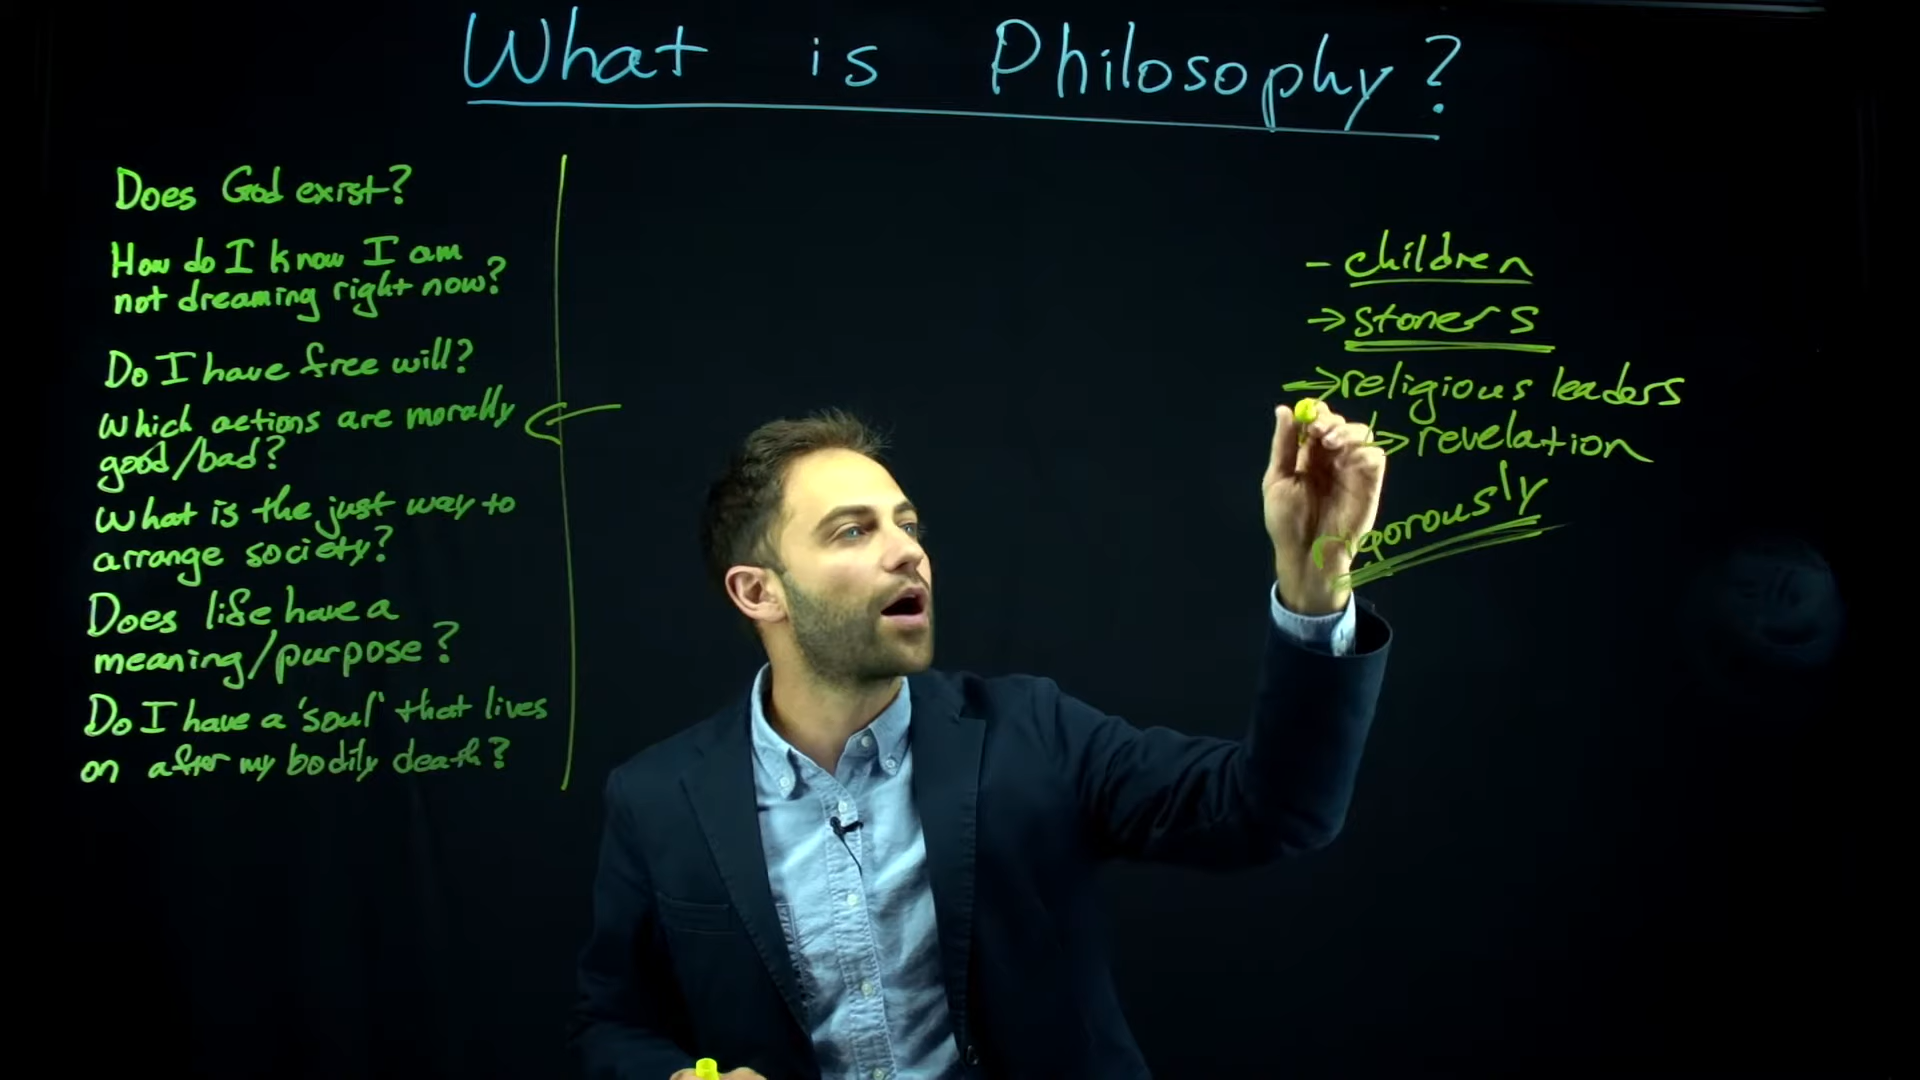 What is Philosophy?
Does God exist?
How do I know I am
not dreaming right now?
Do I have free will?
Which actions are morally
good/bad?
What is the just way to
arrange society?
Does life have a
meaning/purpose?
Do I have a 'soul' that lives
on after my bodily death?
- children
→ stoners
→ religious leaders
→ revelation
rigorously